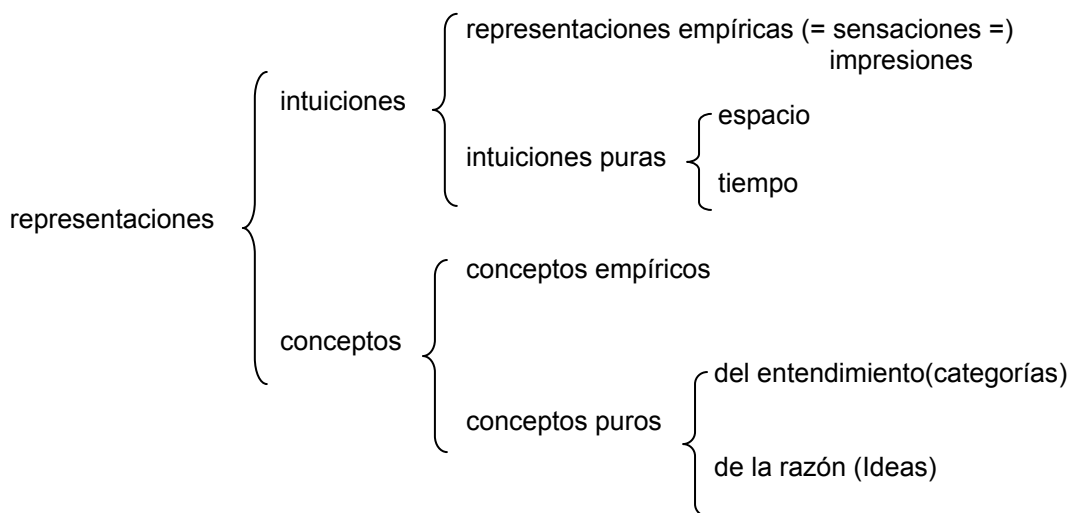 representaciones empíricas (= sensaciones =)
impresiones
intuiciones
espacio
intuiciones puras
tiempo
representaciones
conceptos empíricos
conceptos
del entendimiento(categorías)
conceptos puros
de la razón (Ideas)